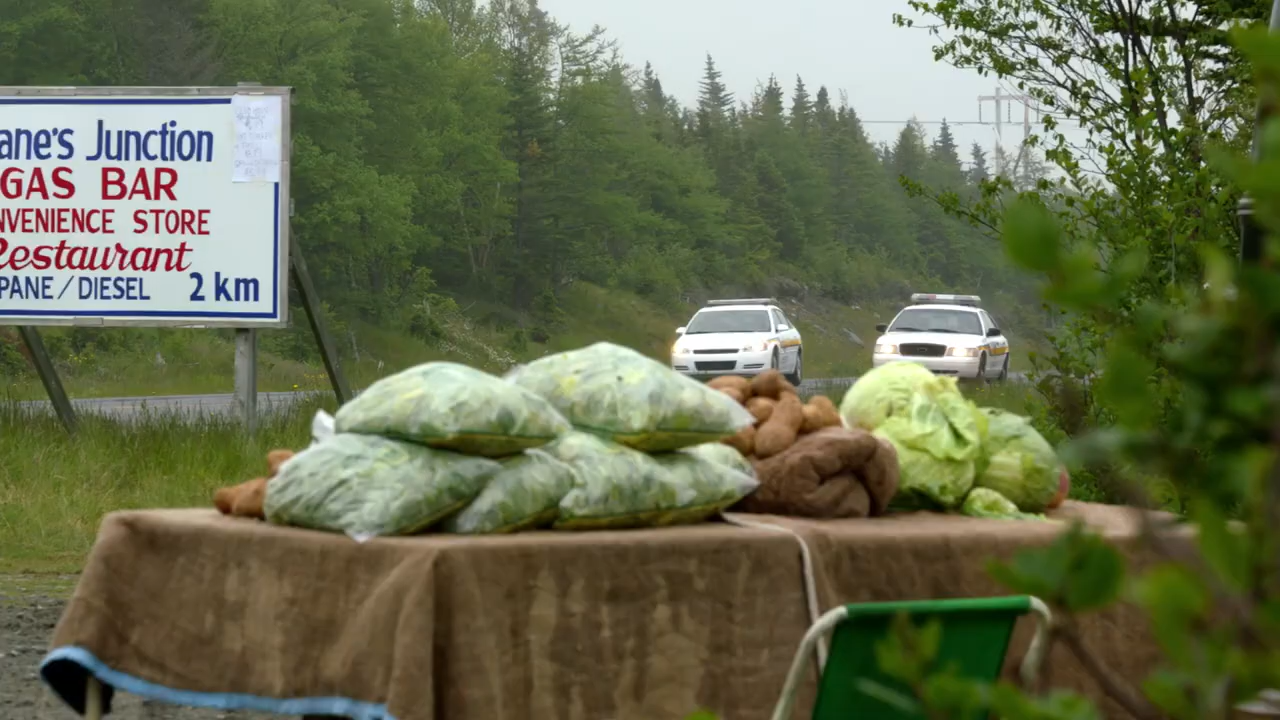 ane's Junction
GAS BAR
NVENIENCE STORE
Restaurant
PANE/DIESEL 2 km